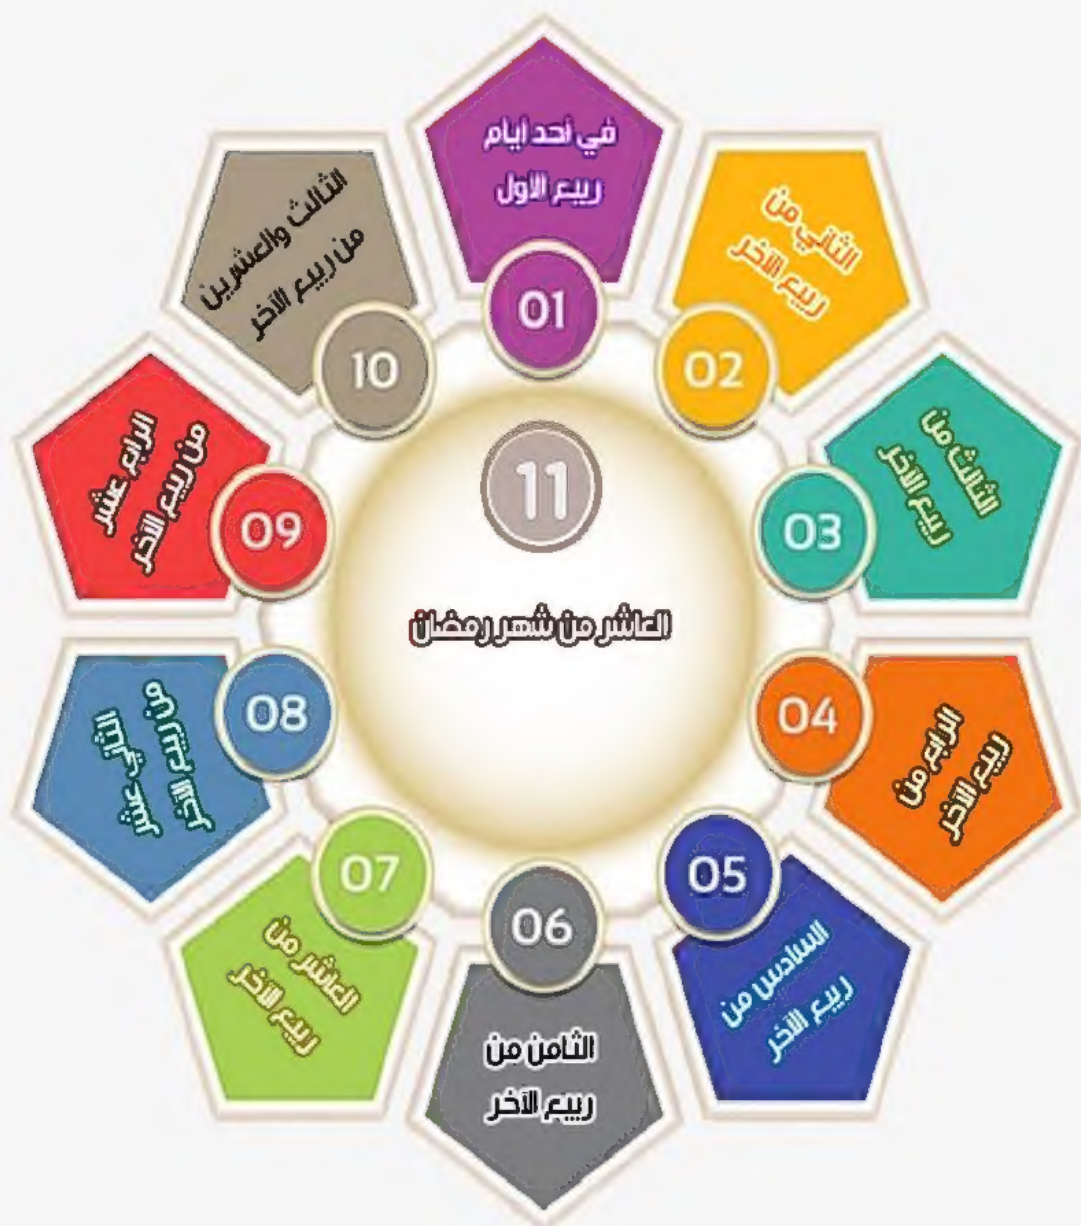 في أحد أيام
ربيع الأول
01
الثاني من
ربيع الآخر
02
الثالث من
ربيع الآخر
03
الرابع من
ربيع الآخر
04
السادس من
ربيع الآخر
05
الثامن من
ربيع الآخر
06
العاشر من
ربيع الآخر
07
الثاني عشر
من ربيع الآخر
08
الرابع عشر
من ربيع الآخر
09
الثالث والعشرين
من ربيع الآخر
10
11
العاشر من شهر رمضان